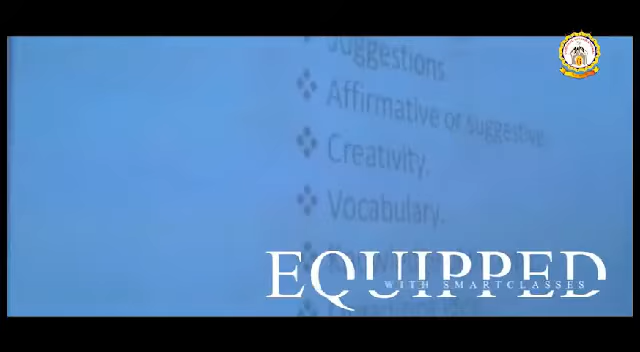 Suggestions
Affirmative or suggestive
Creativity.
Vocabulary.
EQUIPPED
WITH SMARTCLASSES